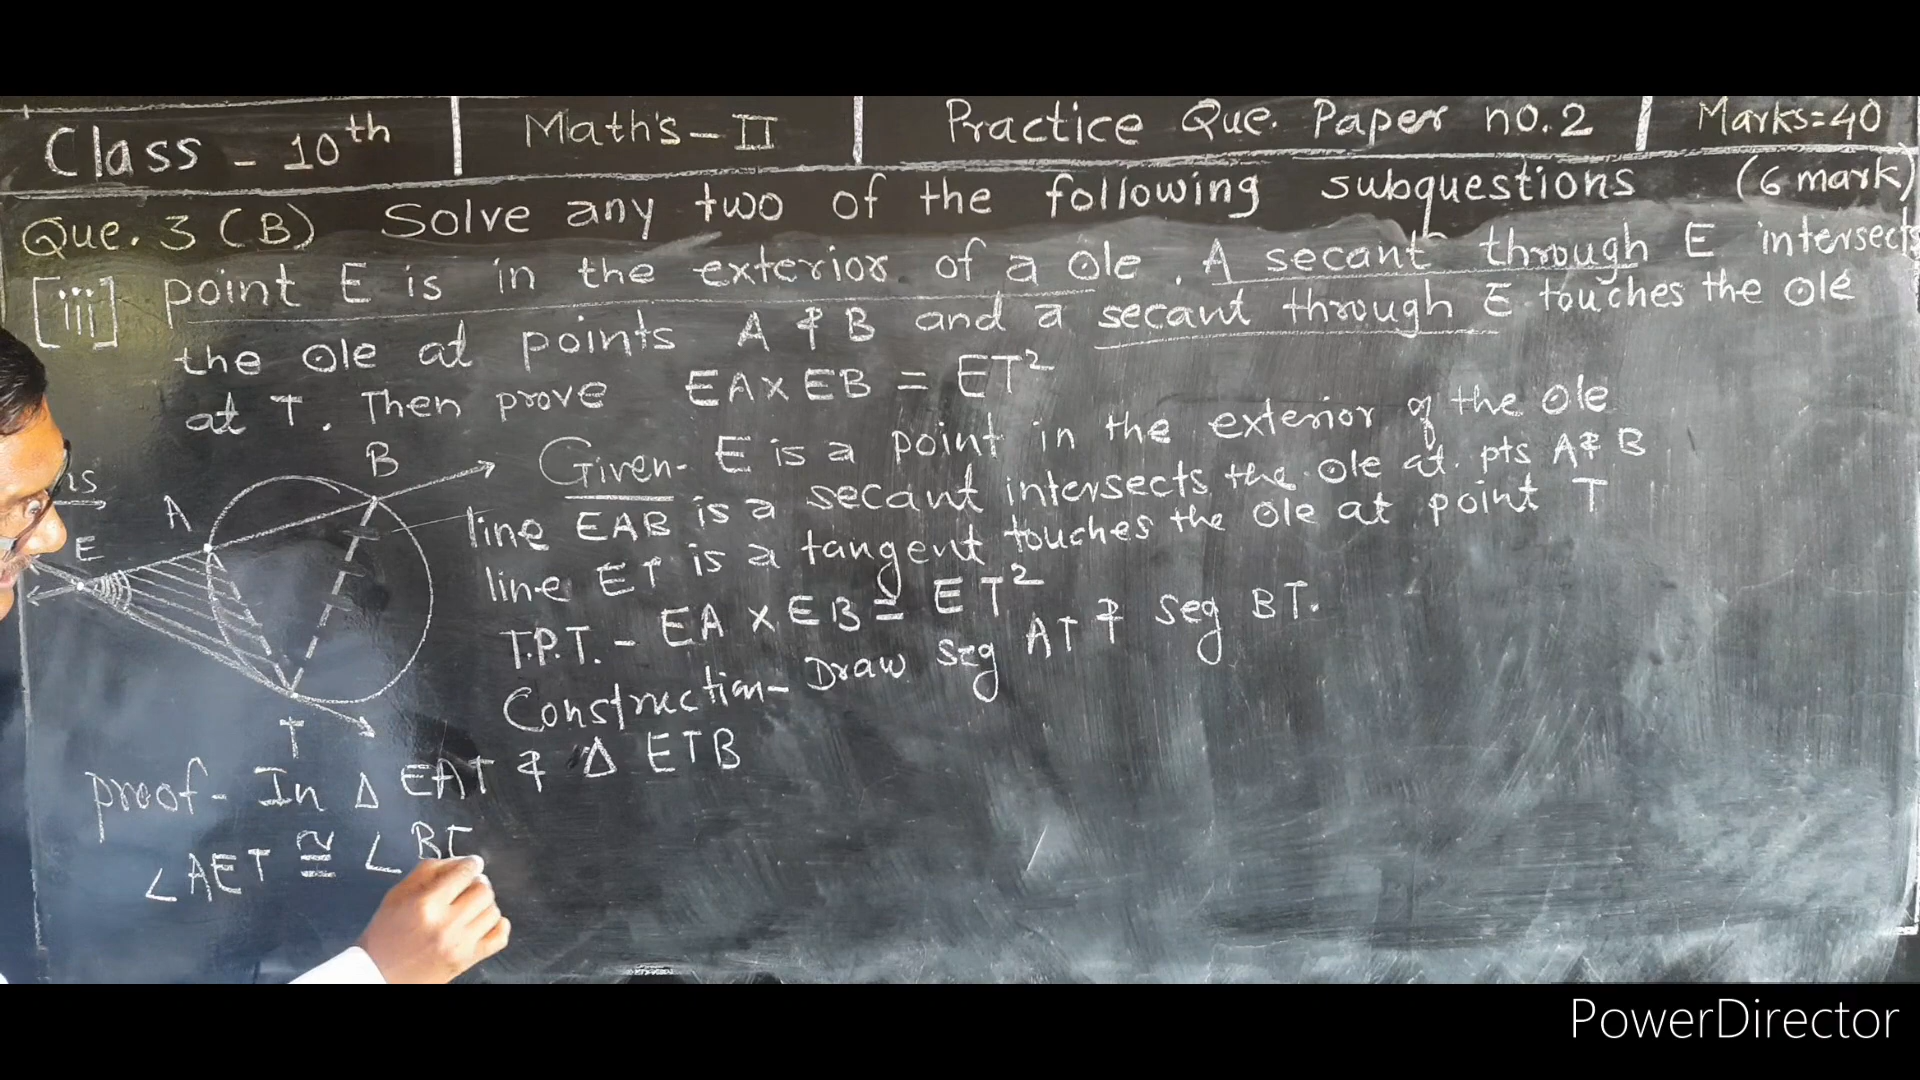 Class - 10th | Math's - II | Practice Que. Paper no. 2 | Marks=40
Que. 3 (B) Solve any two of the following subquestions (6 mark)
[iii] point E is in the exterior of a ⊙le. A secant through E intersects
the ⊙le at points A & B and a secant through E touches the ⊙le
at T. Then prove EA x EB = ET²
Given- E is a point in the exterior of the ⊙le
line EAB is a secant intersects the ⊙le at pts A & B
line ET is a tangent touches the ⊙le at point T
T.P.T. - EA x EB = ET²
Construction- Draw seg AT & seg BT.
B
A
E
T
proof- In Δ EAT & Δ ETB
∠AET ≅ ∠
PowerDirector